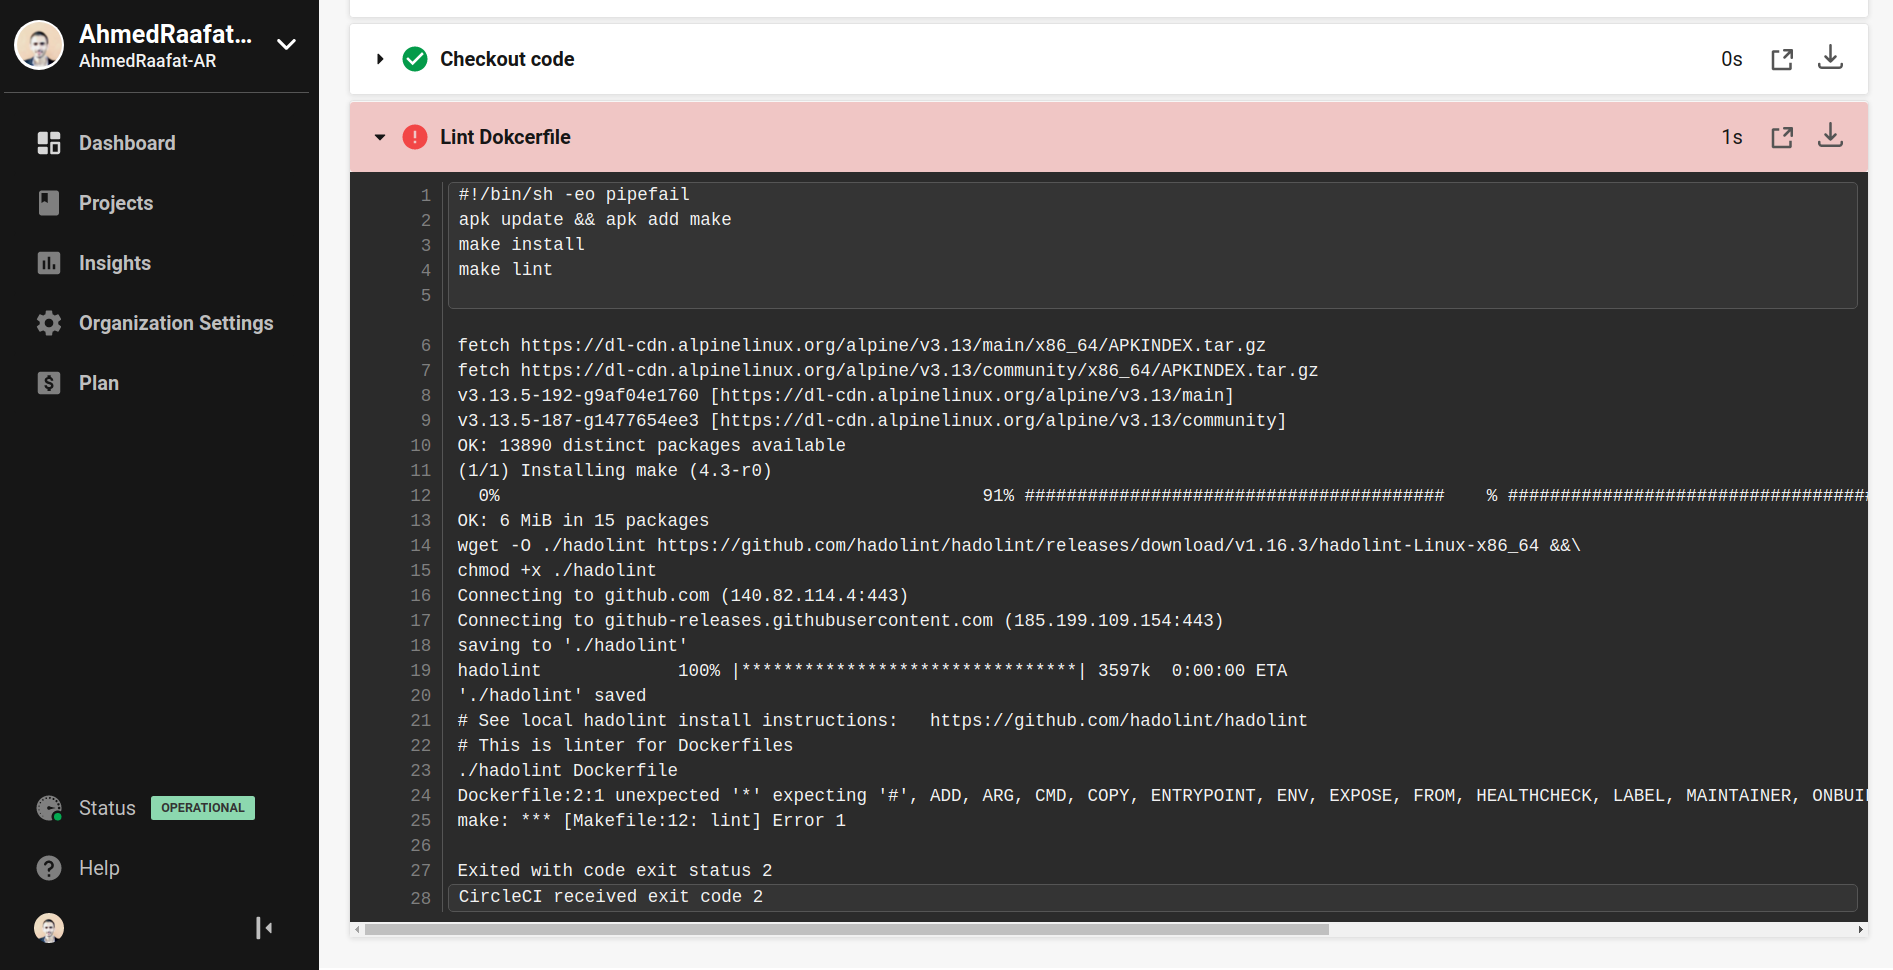 AhmedRaafat...
AhmedRaafat-AR
Dashboard
Projects
Insights
Organization Settings
Plan
Status OPERATIONAL
Help
Checkout code 0s
Lint Dokcerfile 1s
1 #!/bin/sh -eo pipefail
2 apk update && apk add make
3 make install
4 make lint
5
6 fetch https://dl-cdn.alpinelinux.org/alpine/v3.13/main/x86_64/APKINDEX.tar.gz
7 fetch https://dl-cdn.alpinelinux.org/alpine/v3.13/community/x86_64/APKINDEX.tar.gz
8 v3.13.5-192-g9af04e1760 [https://dl-cdn.alpinelinux.org/alpine/v3.13/main]
9 v3.13.5-187-g1477654ee3 [https://dl-cdn.alpinelinux.org/alpine/v3.13/community]
10 OK: 13890 distinct packages available
11 (1/1) Installing make (4.3-r0)
12 0% 91% ######################################## % ###################################
13 OK: 6 MiB in 15 packages
14 wget -O ./hadolint https://github.com/hadolint/hadolint/releases/download/v1.16.3/hadolint-Linux-x86_64 &&\
15 chmod +x ./hadolint
16 Connecting to github.com (140.82.114.4:443)
17 Connecting to github-releases.githubusercontent.com (185.199.109.154:443)
18 saving to './hadolint'
19 hadolint 100% |********************************| 3597k 0:00:00 ETA
20 './hadolint' saved
21 # See local hadolint install instructions: https://github.com/hadolint/hadolint
22 # This is linter for Dockerfiles
23 ./hadolint Dockerfile
24 Dockerfile:2:1 unexpected '*' expecting '#', ADD, ARG, CMD, COPY, ENTRYPOINT, ENV, EXPOSE, FROM, HEALTHCHECK, LABEL, MAINTAINER, ONBUI
25 make: *** [Makefile:12: lint] Error 1
26
27 Exited with code exit status 2
28 CircleCI received exit code 2